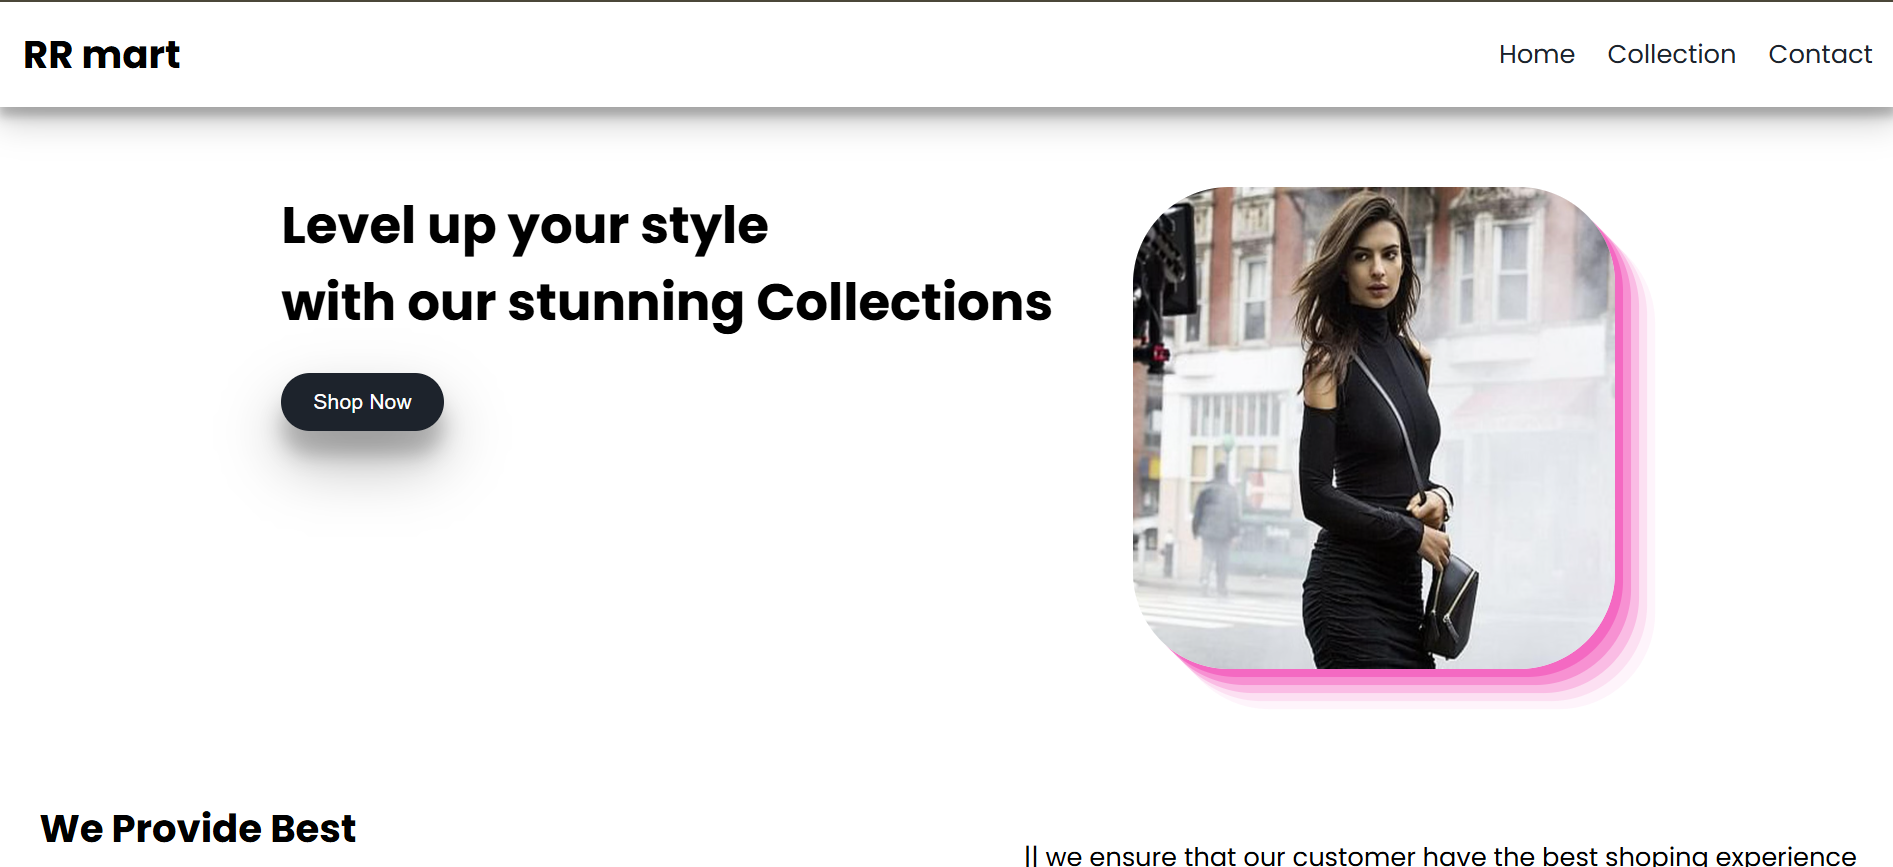 RR mart
Home Collection Contact
Level up your style
with our stunning Collections
Shop Now
We Provide Best
|| we ensure that our customer have the best shoping experience